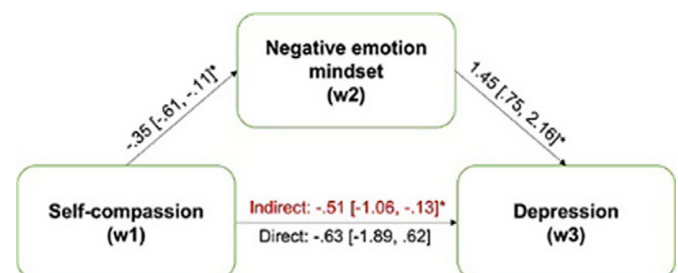 Negative emotion
mindset
(w2)
-.35 [-.61, -.11]*
1.45 [.75, 2.16]*
Self-compassion
(w1)
Indirect: -.51 [-1.06, -.13]*
Direct: -.63 [-1.89, .62]
Depression
(w3)